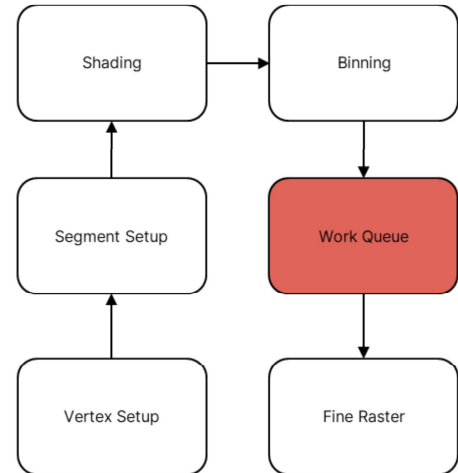 Shading
Binning
Segment Setup
Work Queue
Vertex Setup
Fine Raster